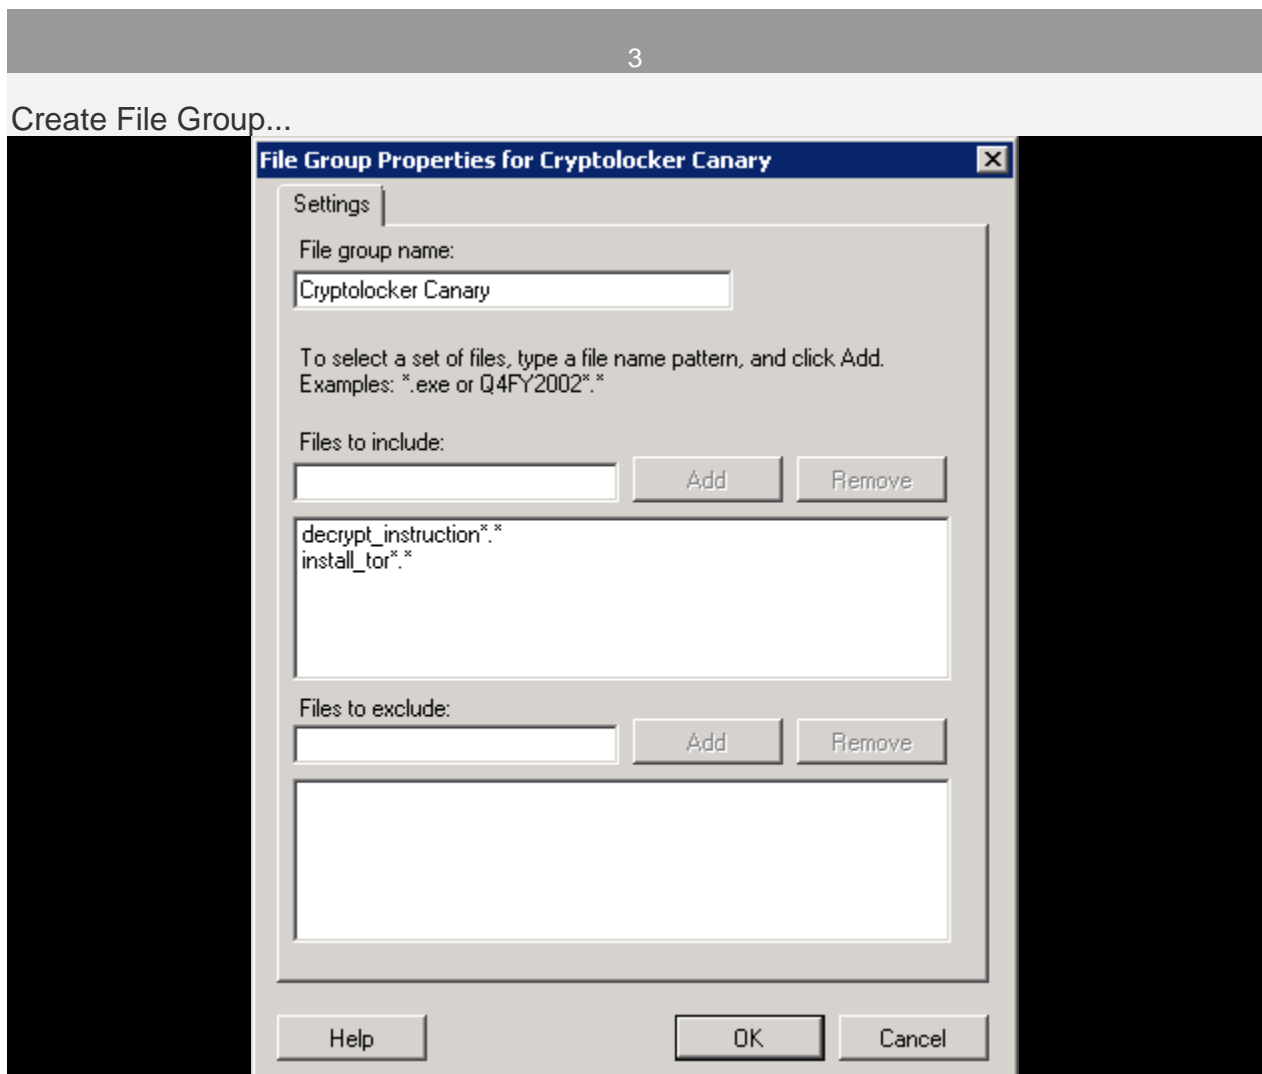 3
Create File Group...
File Group Properties for Cryptolocker Canary
Settings
File group name:
Cryptolocker Canary
To select a set of files, type a file name pattern, and click Add.
Examples: *.exe or Q4FY2002*.*
Files to include:
Add Remove
decrypt_instruction*.*
install_tor*.*
Files to exclude:
Add Remove
Help OK Cancel